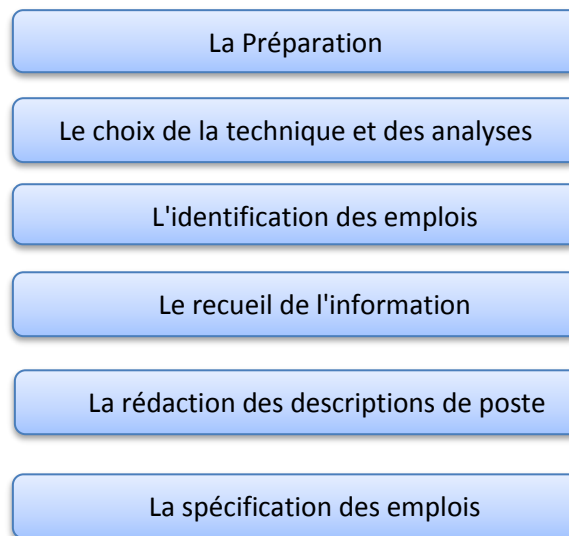 La Préparation
Le choix de la technique et des analyses
L'identification des emplois
Le recueil de l'information
La rédaction des descriptions de poste
La spécification des emplois